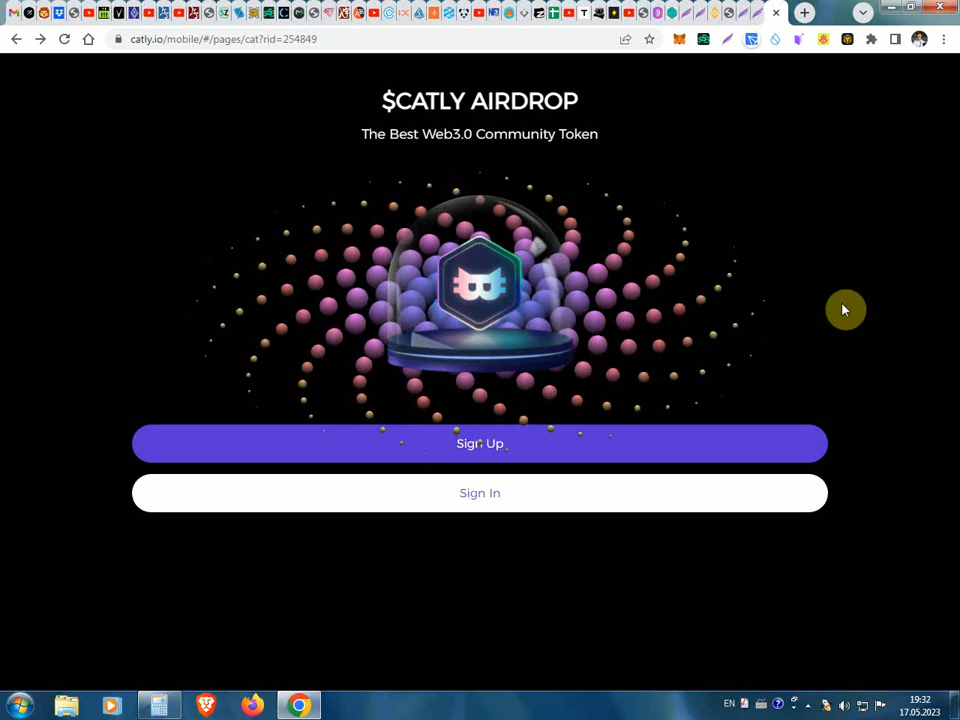 catly.io/mobile/#/pages/cat?rid=254849
$CATLY AIRDROP
The Best Web3.0 Community Token
Sign Up
Sign In
EN
19:32
17.05.2023